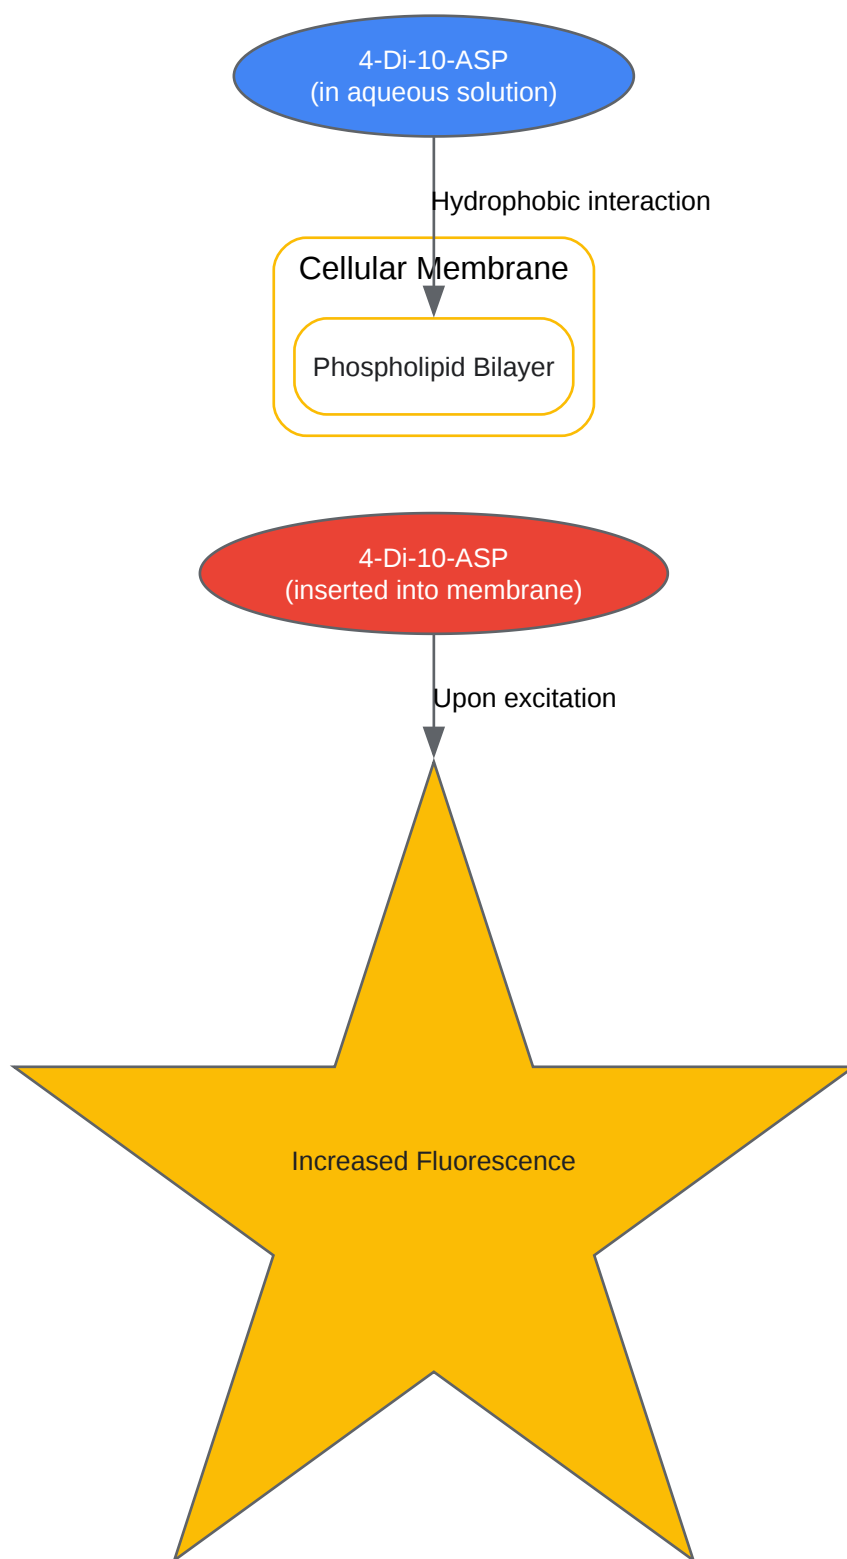 4-Di-10-ASP
(in aqueous solution)
Hydrophobic interaction
Cellular Membrane
Phospholipid Bilayer
4-Di-10-ASP
(inserted into membrane)
Upon excitation
Increased Fluorescence